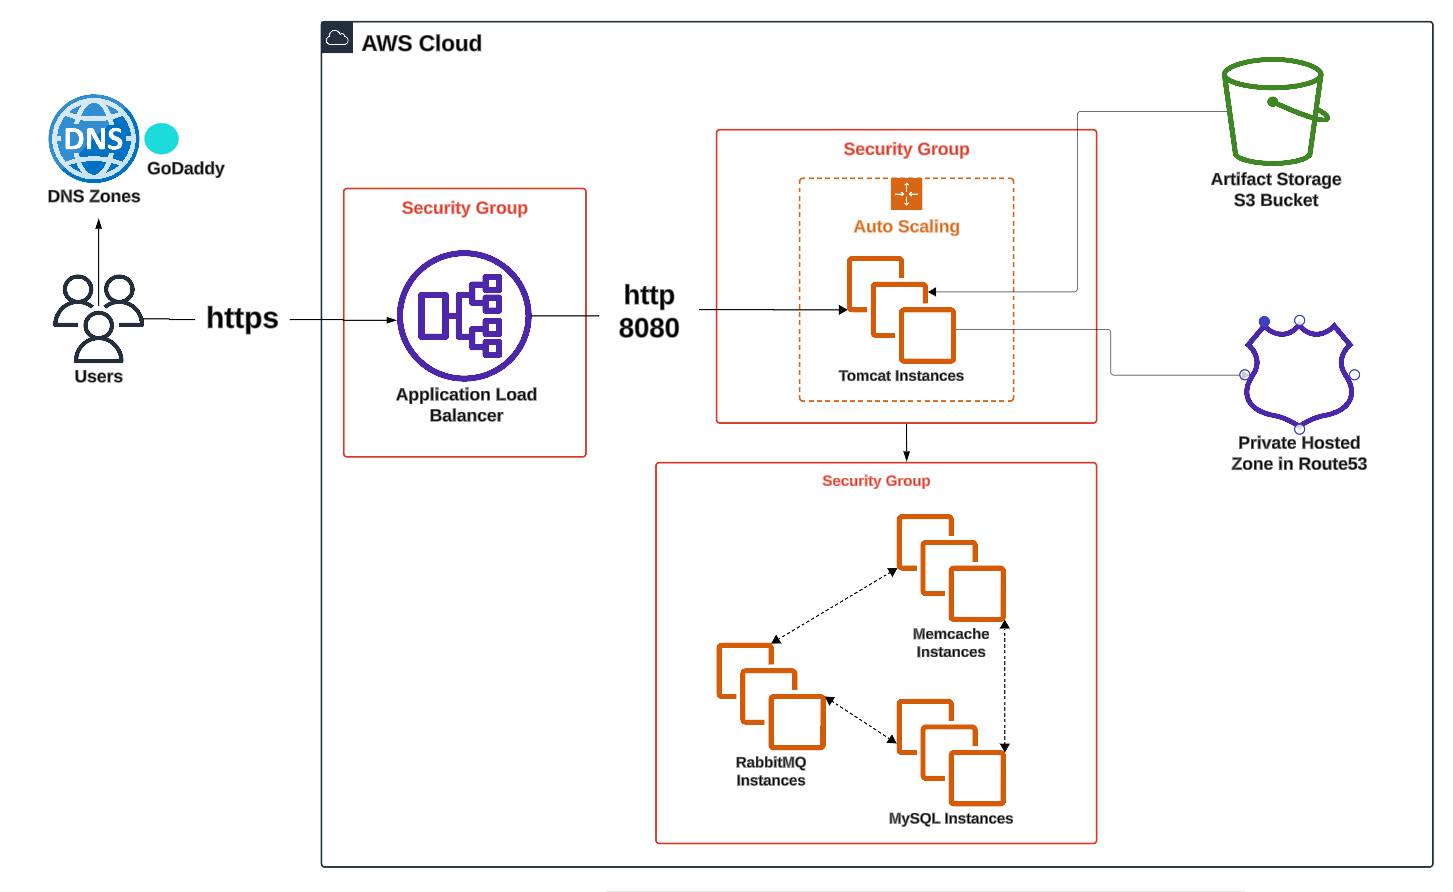 AWS Cloud
DNS
GoDaddy
DNS Zones
Users
https
Security Group
Application Load
Balancer
http
8080
Security Group
Auto Scaling
Tomcat Instances
Artifact Storage
S3 Bucket
Private Hosted
Zone in Route53
Security Group
Memcache
Instances
RabbitMQ
Instances
MySQL Instances